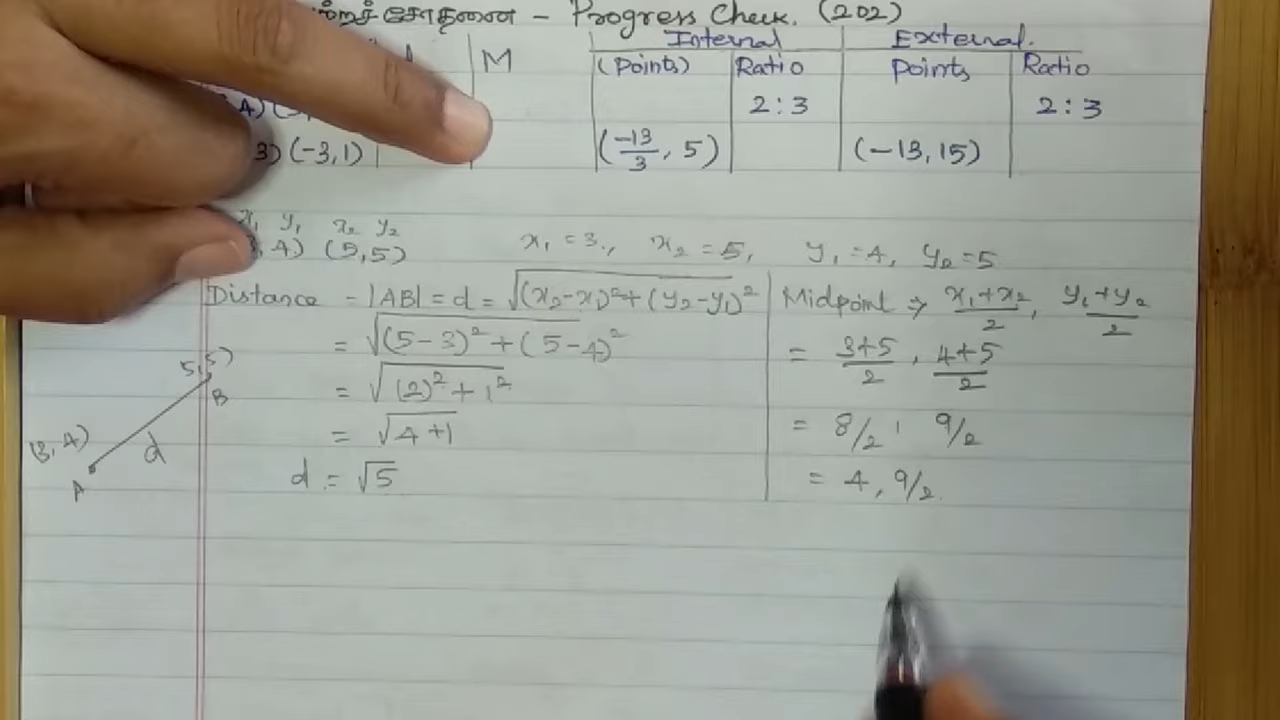 சோதனை – Progress Check. (202)
Internal External.
M (Points) Ratio Points Ratio
2:3 2:3
3) (-3,1) (-13/3, 5) (-13,15)
x₁ y₁ x₂ y₂
, 4) (5,5) x₁ = 3., x₂ = 5, y₁ = 4, y₂ = 5
Distance - |AB| = d = √(x₂-x₁)²+(y₂-y₁)² Midpoint ⇒ x₁+x₂/2, y₁+y₂/2
= √(5-3)²+(5-4)² = 3+5/2, 4+5/2
5,5)
= √(2)²+1²
B
= √4+1 = 8/2, 9/2
(3,4)
d
A
d = √5 = 4, 9/2.